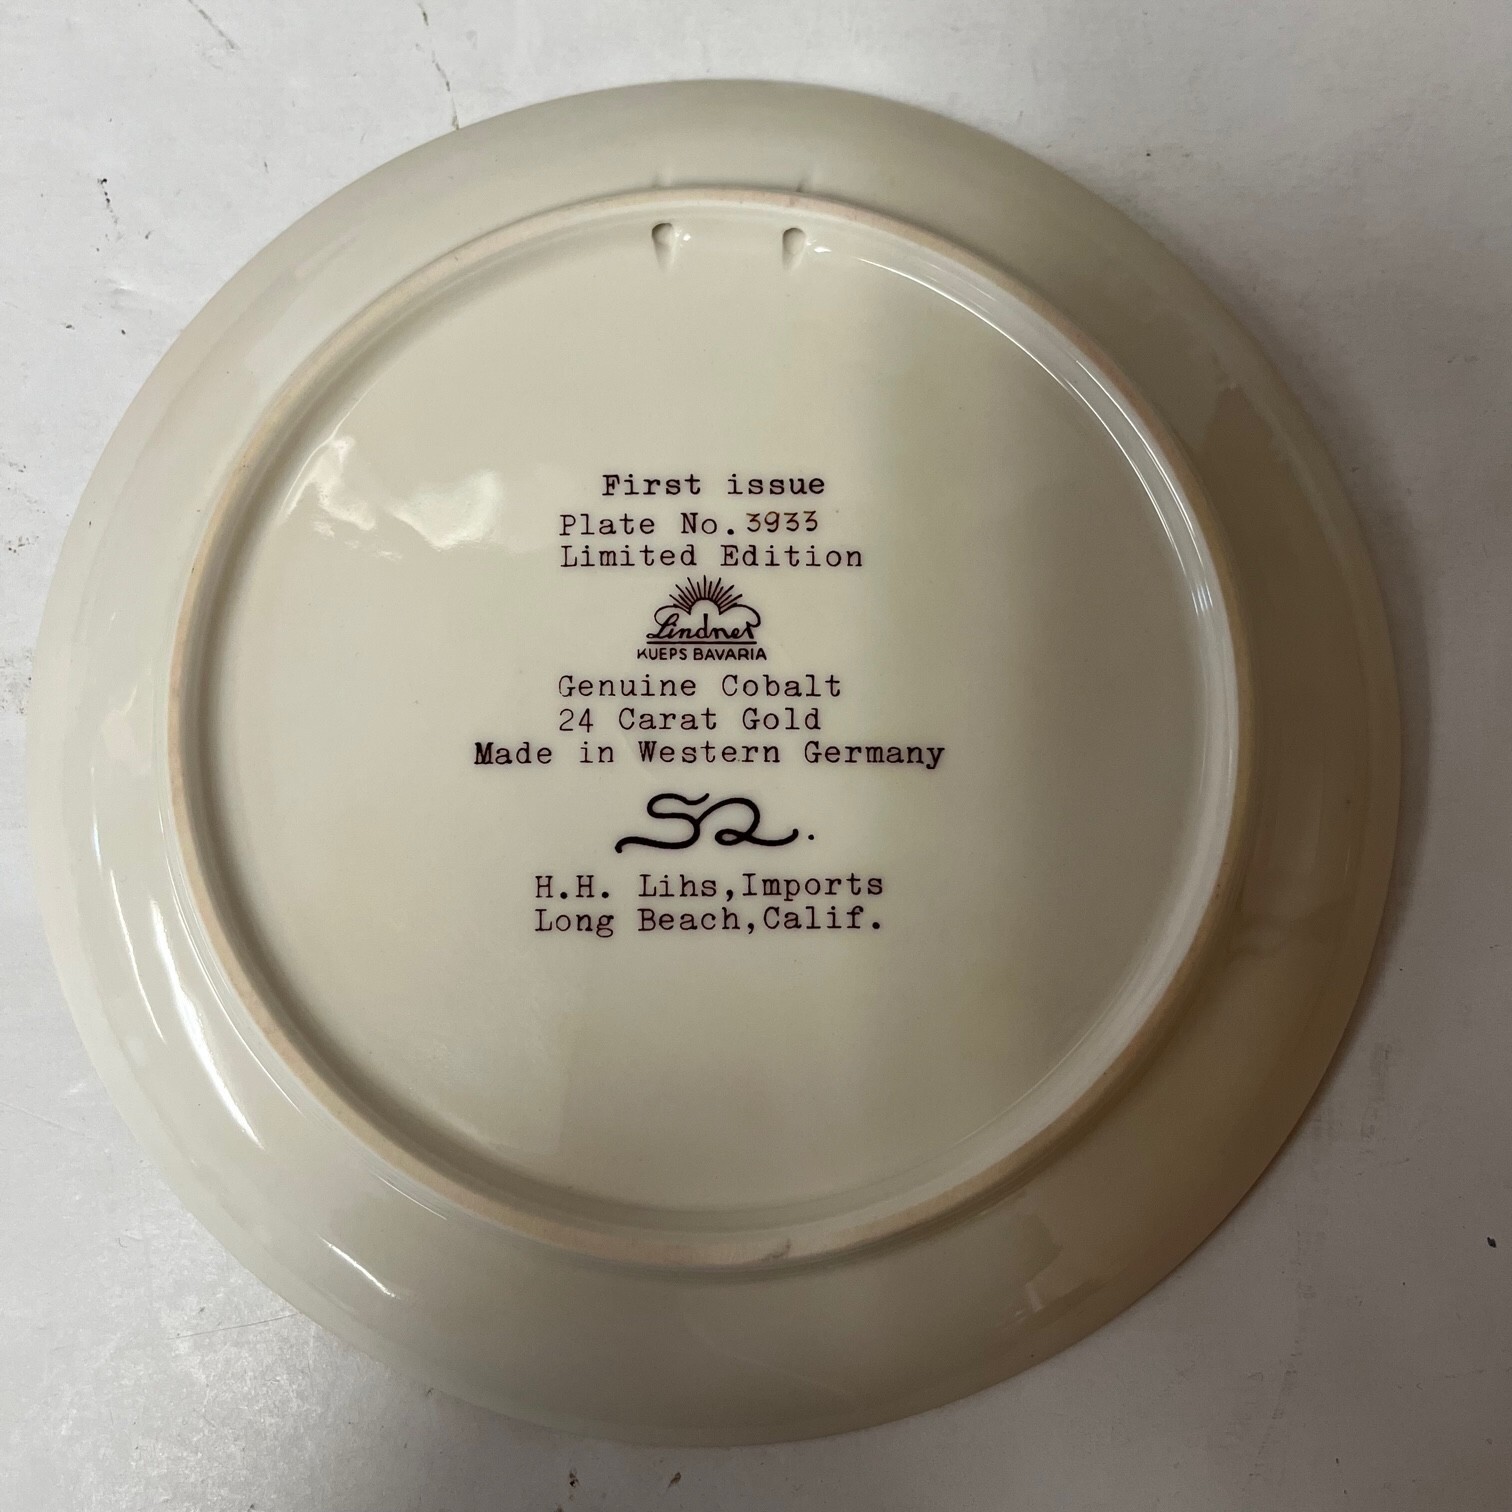 First issue
Plate No. 3933
Limited Edition
Lindner
KUEPS BAVARIA
Genuine Cobalt
24 Carat Gold
Made in Western Germany
H.H. Lihs,Imports
Long Beach,Calif.